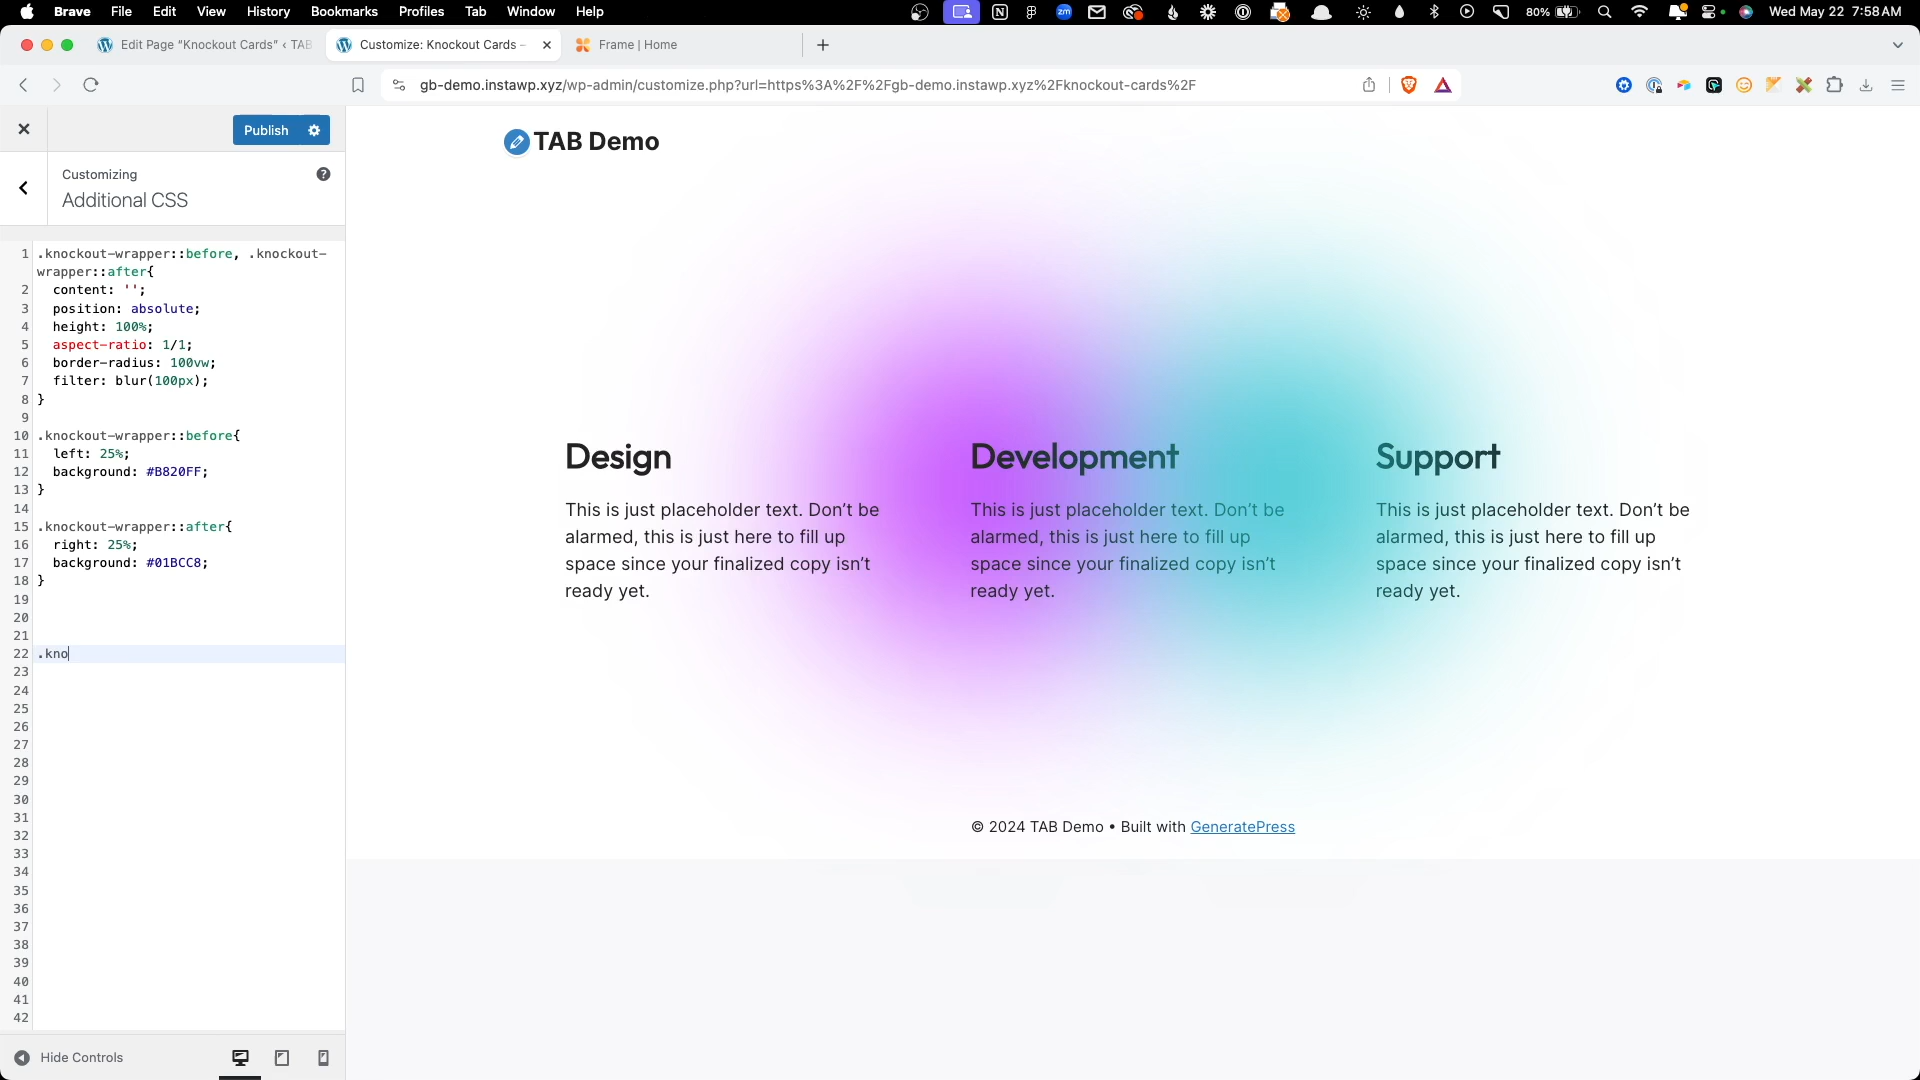 Brave File Edit View History Bookmarks Profiles Tab Window Help zm 80% Wed May 22 7:58 AM
Edit Page “Knockout Cards” ‹ TAB Customize: Knockout Cards – Frame | Home
gb-demo.instawp.xyz/wp-admin/customize.php?url=https%3A%2F%2Fgb-demo.instawp.xyz%2Fknockout-cards%2F
Publish
Customizing
Additional CSS
1 .knockout-wrapper::before, .knockout-
wrapper::after{
2 content: '';
3 position: absolute;
4 height: 100%;
5 aspect-ratio: 1/1;
6 border-radius: 100vw;
7 filter: blur(100px);
8 }
9
10 .knockout-wrapper::before{
11 left: 25%;
12 background: #B820FF;
13 }
14
15 .knockout-wrapper::after{
16 right: 25%;
17 background: #01BCC8;
18 }
19
20
21
22 .kno
23
24
25
26
27
28
29
30
31
32
33
34
35
36
37
38
39
40
41
42
Hide Controls
TAB Demo
Design
This is just placeholder text. Don’t be
alarmed, this is just here to fill up
space since your finalized copy isn’t
ready yet.
Development
This is just placeholder text. Don’t be
alarmed, this is just here to fill up
space since your finalized copy isn’t
ready yet.
Support
This is just placeholder text. Don’t be
alarmed, this is just here to fill up
space since your finalized copy isn’t
ready yet.
© 2024 TAB Demo • Built with GeneratePress